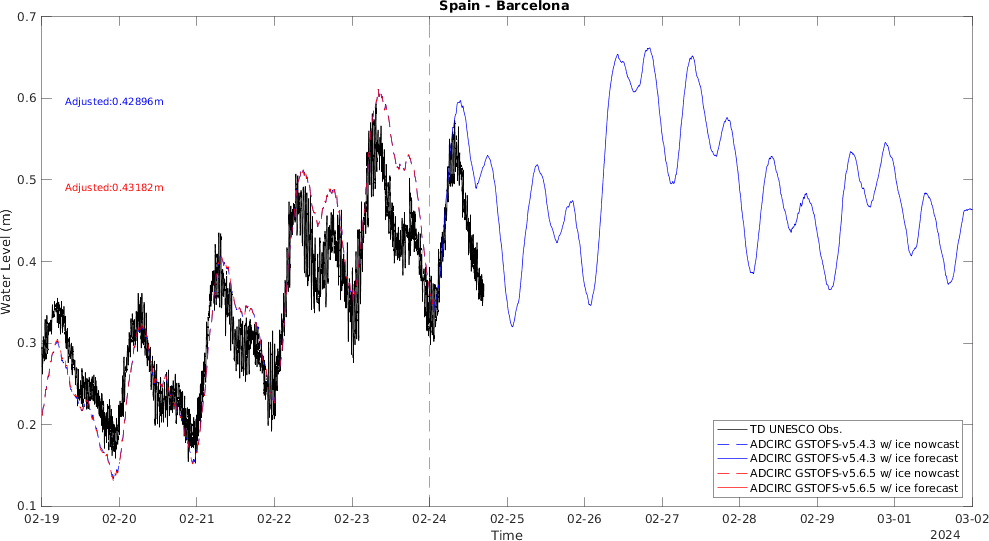 Spain - Barcelona
0.7
0.6
0.5
0.4
0.3
0.2
0.1
Water Level (m)
Adjusted:0.42896m
Adjusted:0.43182m
TD UNESCO Obs.
ADCIRC GSTOFS-v5.4.3 w/ ice nowcast
ADCIRC GSTOFS-v5.4.3 w/ ice forecast
ADCIRC GSTOFS-v5.6.5 w/ ice nowcast
ADCIRC GSTOFS-v5.6.5 w/ ice forecast
02-19 02-20 02-21 02-22 02-23 02-24 02-25 02-26 02-27 02-28 02-29 03-01 03-02
Time
2024